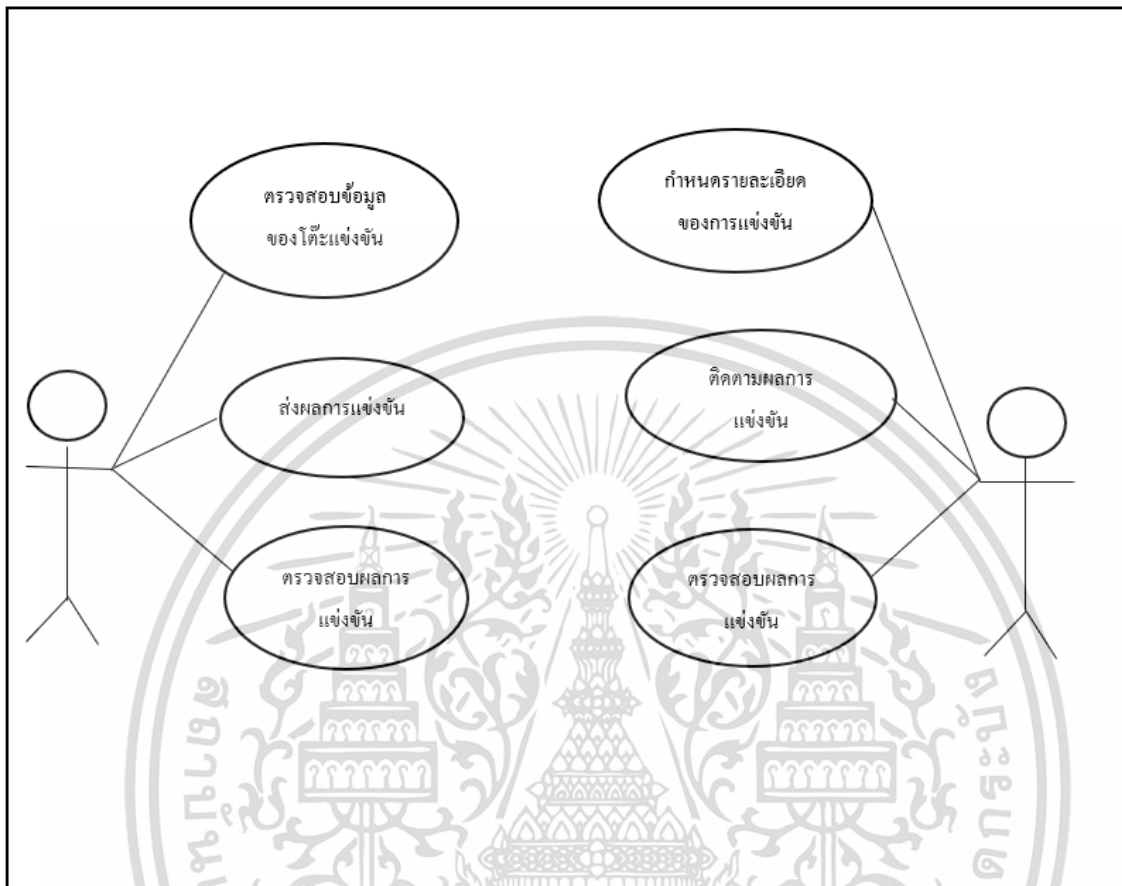 ตรวจสอบข้อมูล
ของโต๊ะแข่งขัน
กำหนดรายละเอียด
ของการแข่งขัน
ส่งผลการแข่งขัน
ติดตามผลการ
แข่งขัน
ตรวจสอบผลการ
แข่งขัน
ตรวจสอบผลการ
แข่งขัน